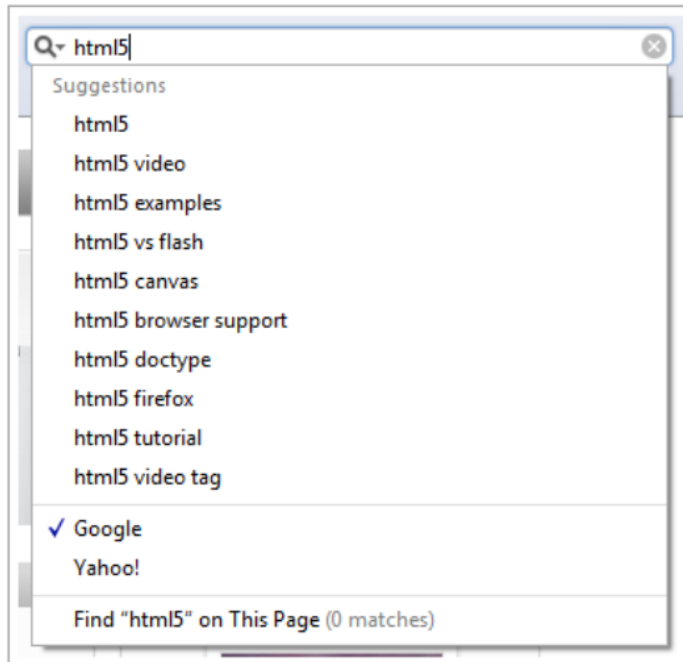 html5
Suggestions
html5
html5 video
html5 examples
html5 vs flash
html5 canvas
html5 browser support
html5 doctype
html5 firefox
html5 tutorial
html5 video tag
✓ Google
Yahoo!
Find “html5” on This Page (0 matches)